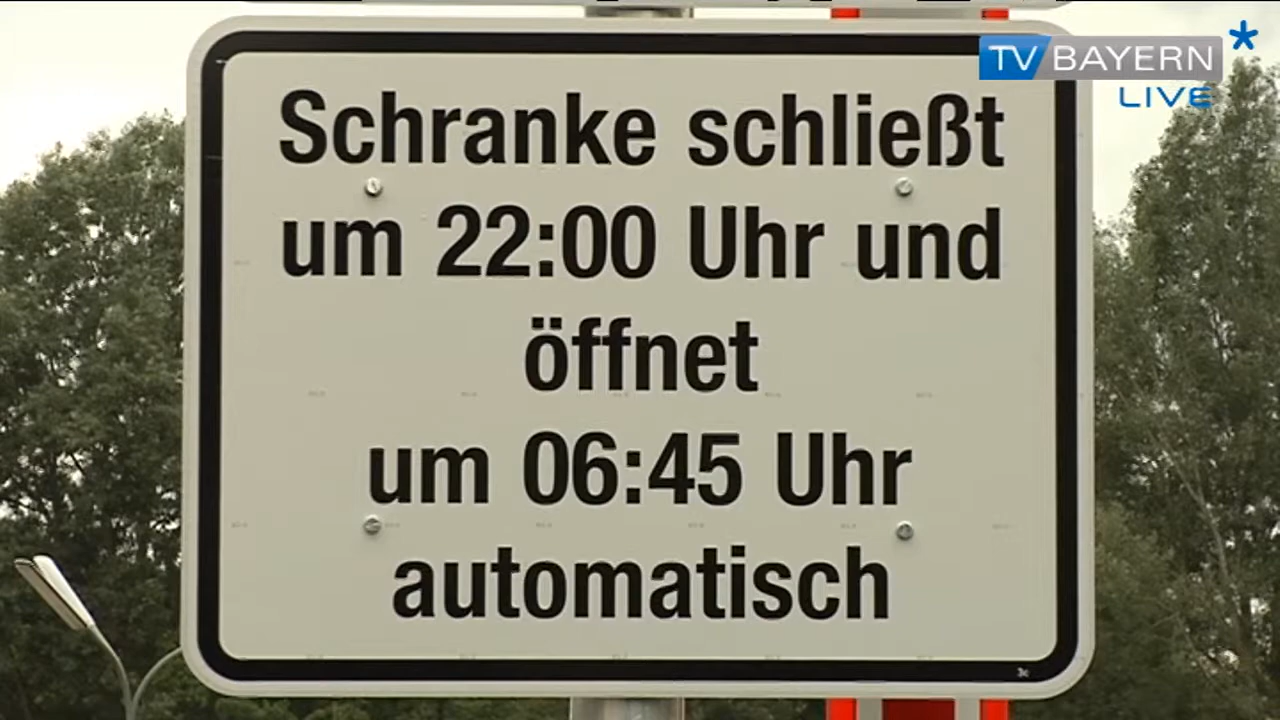 TV BAYERN
LIVE
Schranke schließt
um 22:00 Uhr und
öffnet
um 06:45 Uhr
automatisch